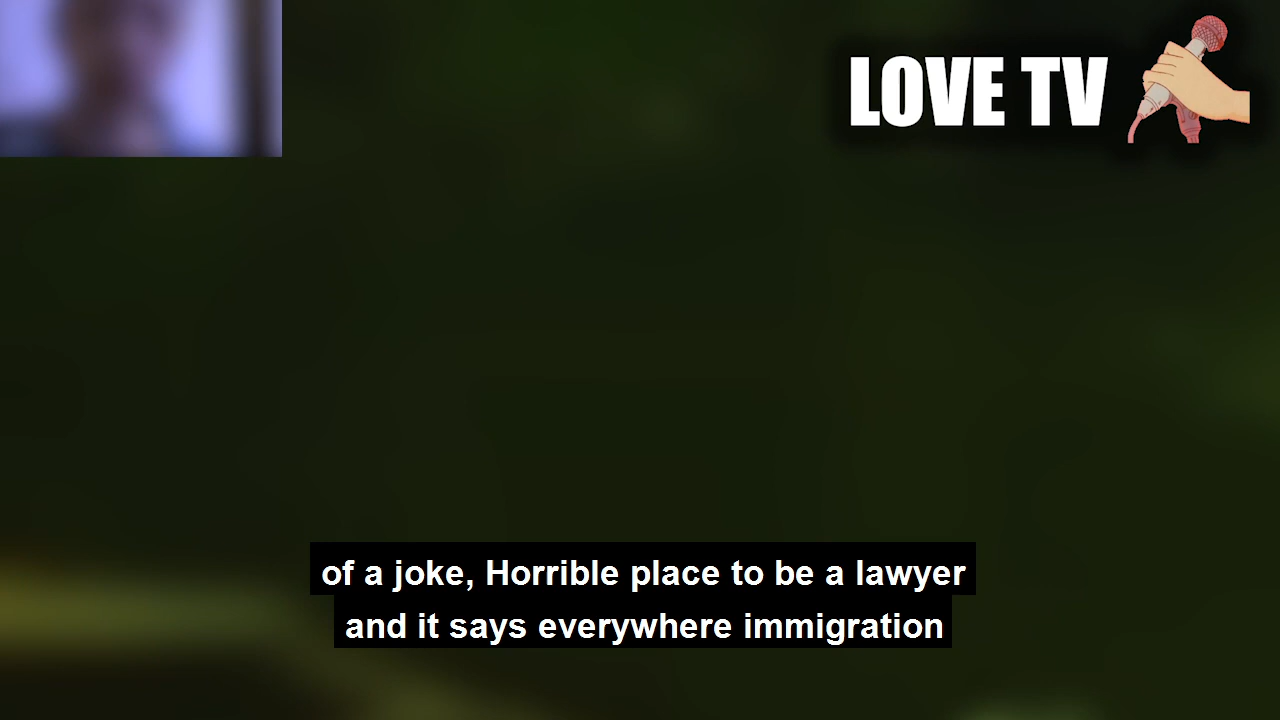 LOVE TV
of a joke, Horrible place to be a lawyer
and it says everywhere immigration